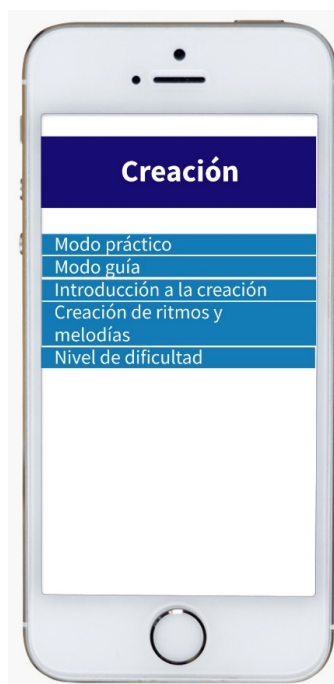 Creación
Modo práctico
Modo guía
Introducción a la creación
Creación de ritmos y
melodías
Nivel de dificultad